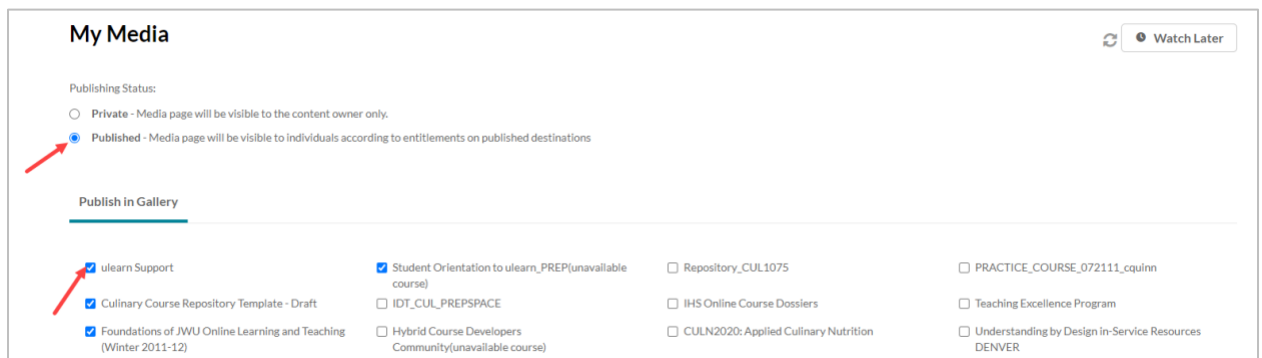 My Media
Watch Later
Publishing Status:
Private - Media page will be visible to the content owner only.
Published - Media page will be visible to individuals according to entitlements on published destinations
Publish in Gallery
ulearn Support
Student Orientation to ulearn_PREP(unavailable
course)
Repository_CUL1075
PRACTICE_COURSE_072111_cquinn
Culinary Course Repository Template - Draft
IDT_CUL_PREPSPACE
IHS Online Course Dossiers
Teaching Excellence Program
Foundations of JWU Online Learning and Teaching
(Winter 2011-12)
Hybrid Course Developers
Community(unavailable course)
CULN2020: Applied Culinary Nutrition
Understanding by Design in-Service Resources
DENVER